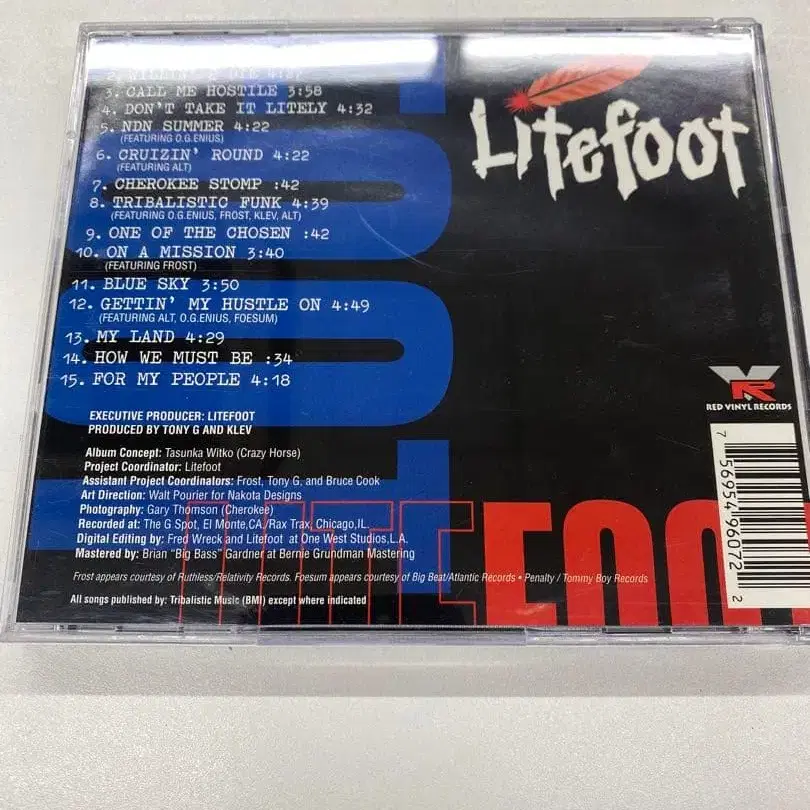 2. KILLIN' 2 DIE 4:37
3. CALL ME HOSTILE 3:58
4. DON'T TAKE IT LITELY 4:32
5. NDN SUMMER 4:22
(FEATURING O.G.ENIUS)
6. CRUIZIN' ROUND 4:22
(FEATURING ALT)
7. CHEROKEE STOMP :42
8. TRIBALISTIC FUNK 4:39
(FEATURING O.G.ENIUS, FROST, KLEV, ALT)
9. ONE OF THE CHOSEN :42
10. ON A MISSION 3:40
(FEATURING FROST)
11. BLUE SKY 3:50
12. GETTIN' MY HUSTLE ON 4:49
(FEATURING ALT, O.G.ENIUS, FOESUM)
13. MY LAND 4:29
14. HOW WE MUST BE :34
15. FOR MY PEOPLE 4:18
Litefoot
EXECUTIVE PRODUCER: LITEFOOT
PRODUCED BY TONY G AND KLEV
Album Concept: Tasunka Witko (Crazy Horse)
Project Coordinator: Litefoot
Assistant Project Coordinators: Frost, Tony G, and Bruce Cook
Art Direction: Walt Pourier for Nakota Designs
Photography: Gary Thomson (Cherokee)
Recorded at: The G Spot, El Monte,CA/Rax Trax, Chicago,IL.
Digital Editing by: Fred Wreck and Litefoot at One West Studios,L.A.
Mastered by: Brian "Big Bass" Gardner at Bernie Grundman Mastering
Frost appears courtesy of Ruthless/Relativity Records. Foesum appears courtesy of Big Beat/Atlantic Records • Penalty / Tommy Boy Records
All songs published by: Tribalistic Music (BMI) except where indicated
VR
RED VINYL RECORDS
7 56954 96072 2
LITEFOO